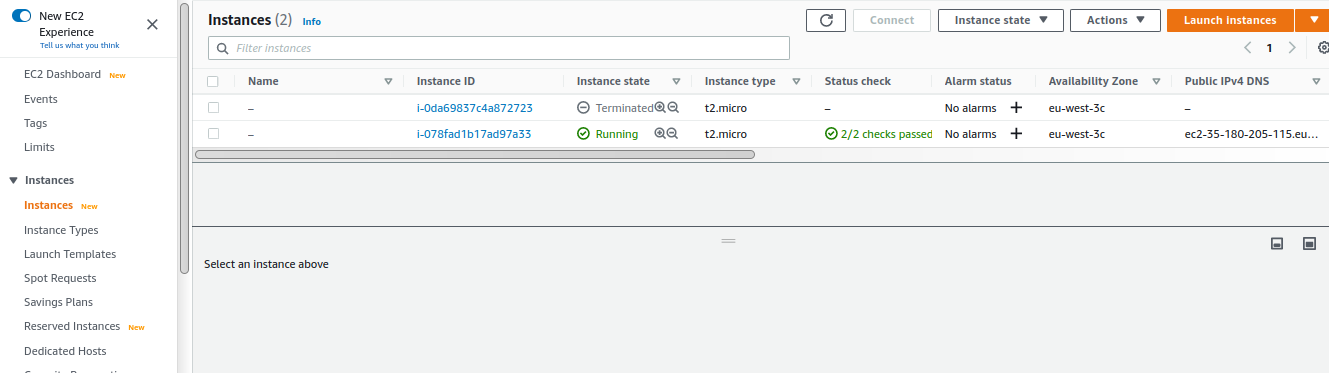 New EC2
Experience
Tell us what you think
EC2 Dashboard New
Events
Tags
Limits
Instances
Instances New
Instance Types
Launch Templates
Spot Requests
Savings Plans
Reserved Instances New
Dedicated Hosts
Instances (2) Info
Connect
Instance state
Actions
Launch instances
Filter instances
1
Name Instance ID Instance state Instance type Status check Alarm status Availability Zone Public IPv4 DNS
– i-0da69837c4a872723 Terminated t2.micro – No alarms + eu-west-3c –
– i-078fad1b17ad97a33 Running t2.micro 2/2 checks passed No alarms + eu-west-3c ec2-35-180-205-115.eu...
Select an instance above